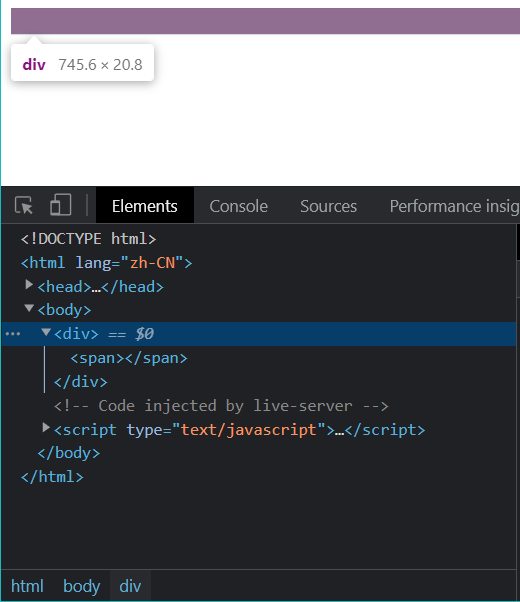 div 745.6 × 20.8
Elements Console Sources Performance insig
<!DOCTYPE html>
<html lang="zh-CN">
<head>…</head>
<body>
… <div> == $0
<span></span>
</div>
<!-- Code injected by live-server -->
<script type="text/javascript">…</script>
</body>
</html>
html body div